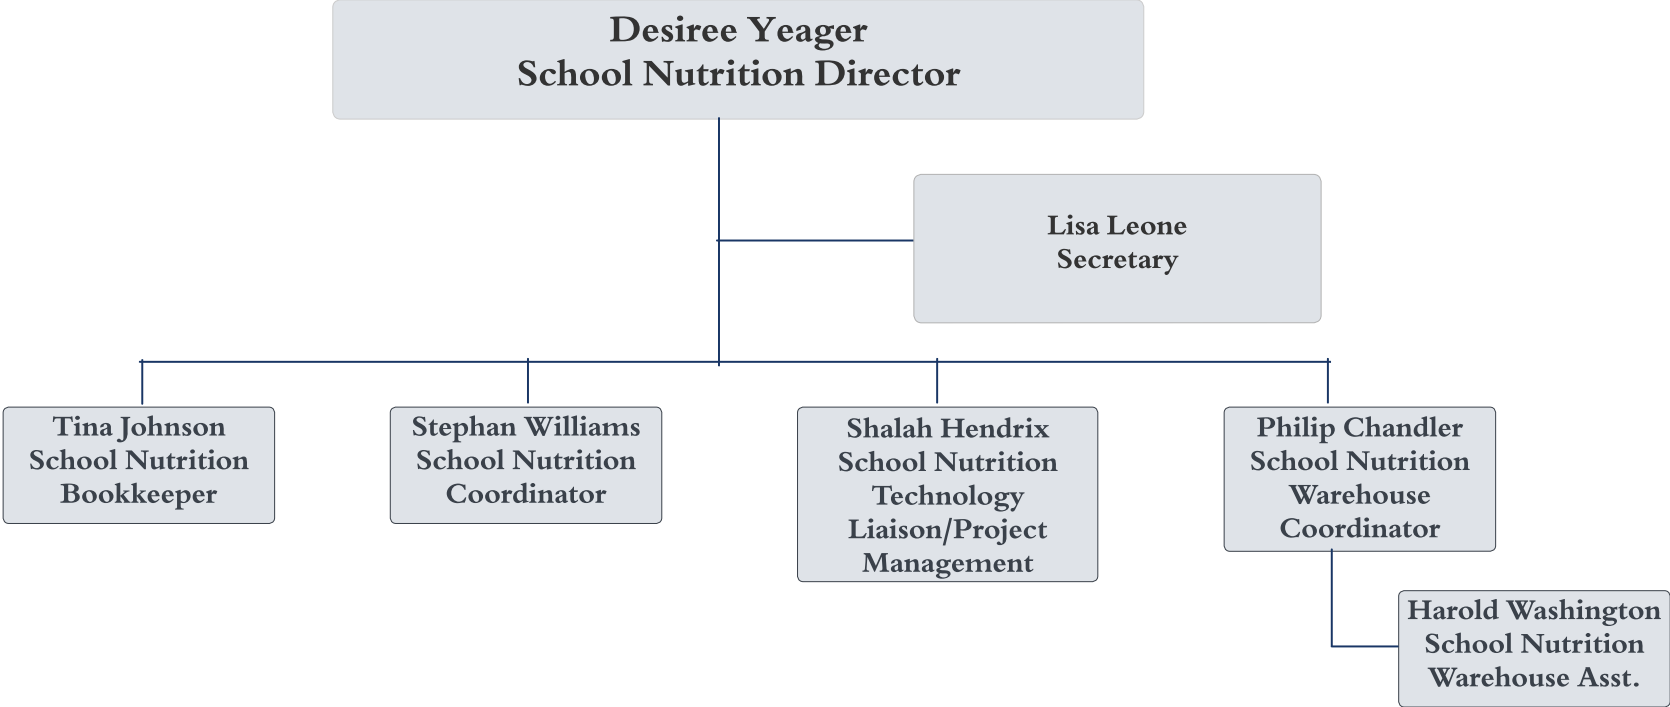 Desiree Yeager
School Nutrition Director
Lisa Leone
Secretary
Tina Johnson
School Nutrition
Bookkeeper
Stephan Williams
School Nutrition
Coordinator
Shalah Hendrix
School Nutrition
Technology
Liaison/Project
Management
Philip Chandler
School Nutrition
Warehouse
Coordinator
Harold Washington
School Nutrition
Warehouse Asst.